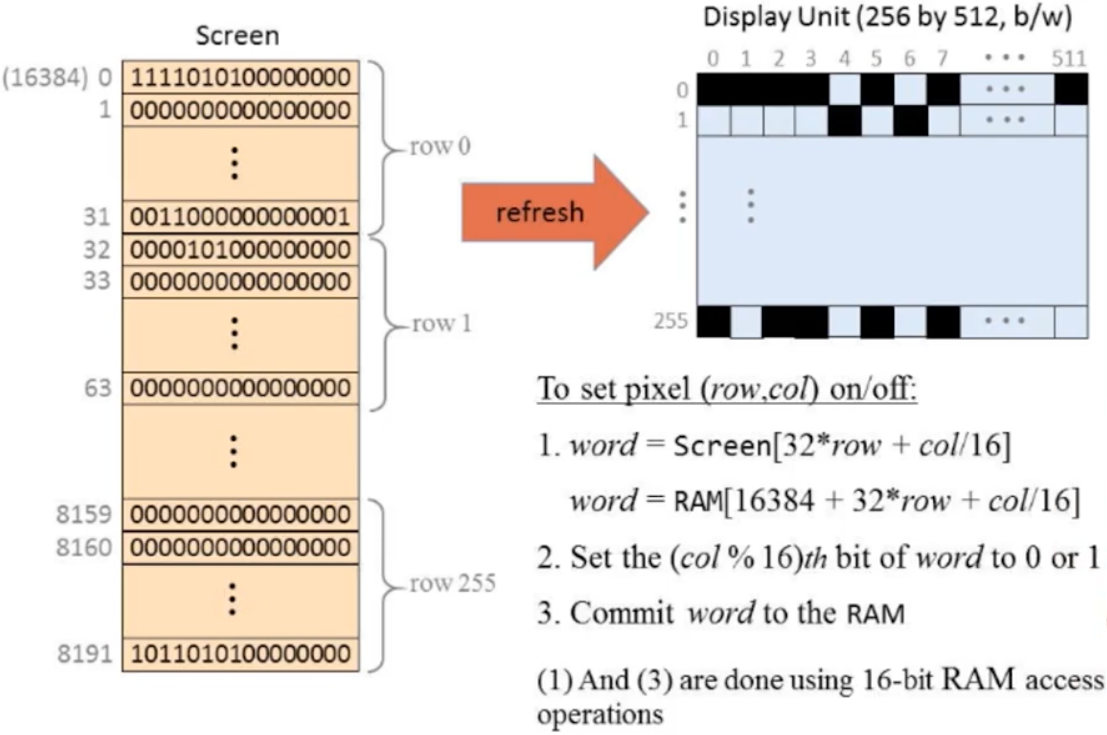 Screen
(16384) 0 1111010100000000
1 0000000000000000
31 0011000000000001
32 0000101000000000
33 0000000000000000
63 0000000000000000
8159 0000000000000000
8160 0000000000000000
8191 1011010100000000
row 0
row 1
row 255
refresh
Display Unit (256 by 512, b/w)
0 1 2 3 4 5 6 7 ... 511
0 ...
1 ...
255 ...
To set pixel (row,col) on/off:
1. word = Screen[32*row + col/16]
word = RAM[16384 + 32*row + col/16]
2. Set the (col % 16)th bit of word to 0 or 1
3. Commit word to the RAM
(1) And (3) are done using 16-bit RAM access
operations